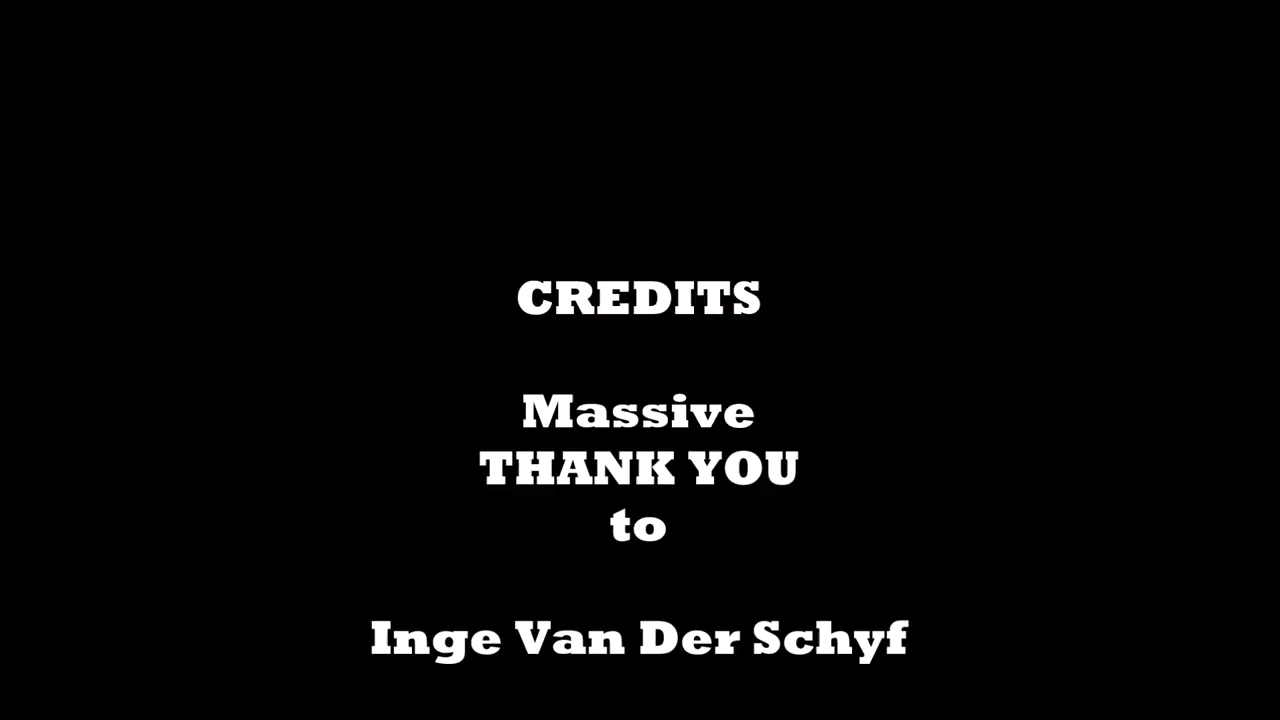 CREDITS
Massive
THANK YOU
to
Inge Van Der Schyf